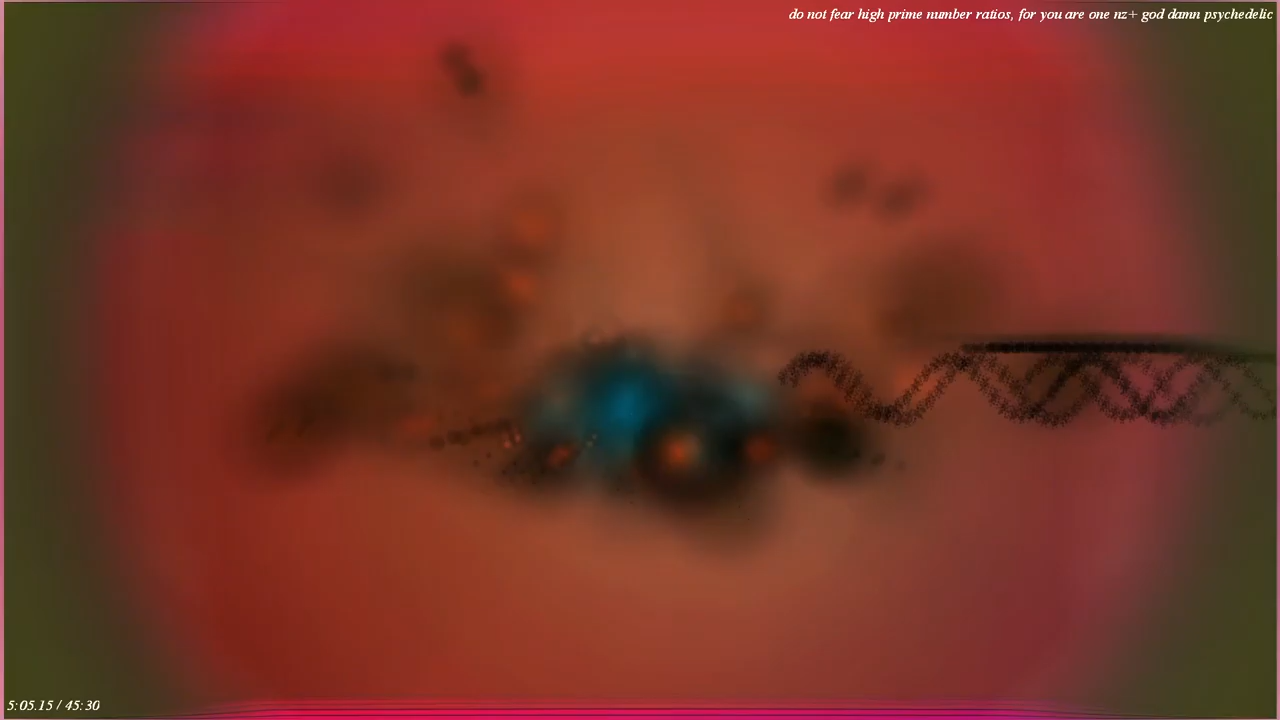 do not fear high prime number ratios, for you are one nz+ god damn psychedelic
5:05.15 / 45:30